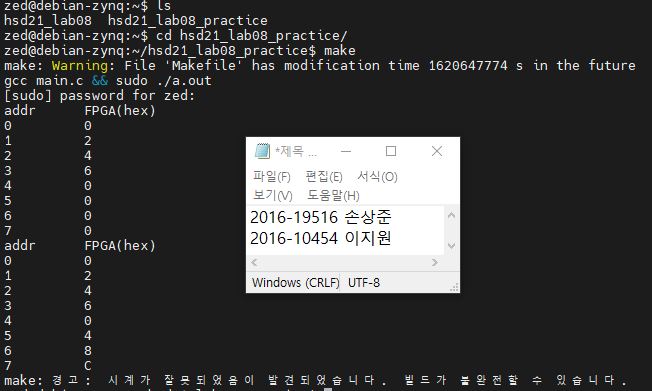 zed@debian-zynq:~$ ls
hsd21_lab08  hsd21_lab08_practice
zed@debian-zynq:~$ cd hsd21_lab08_practice/
zed@debian-zynq:~/hsd21_lab08_practice$ make
make: Warning: File 'Makefile' has modification time 1620647774 s in the future
gcc main.c && sudo ./a.out
[sudo] password for zed:
addr FPGA(hex)
0 0
1 2
2 4
3 6
4 0
5 0
6 0
7 0
addr FPGA(hex)
0 0
1 2
2 4
3 6
4 0
5 4
6 8
7 C
make: 경고: 시계가 잘못되었음이 발견되었습니다. 빌드가 불완전할 수 있습니다.
*제목 ...
파일(F) 편집(E) 서식(O)
보기(V) 도움말(H)
2016-19516 손상준
2016-10454 이지원
Windows (CRLF) UTF-8